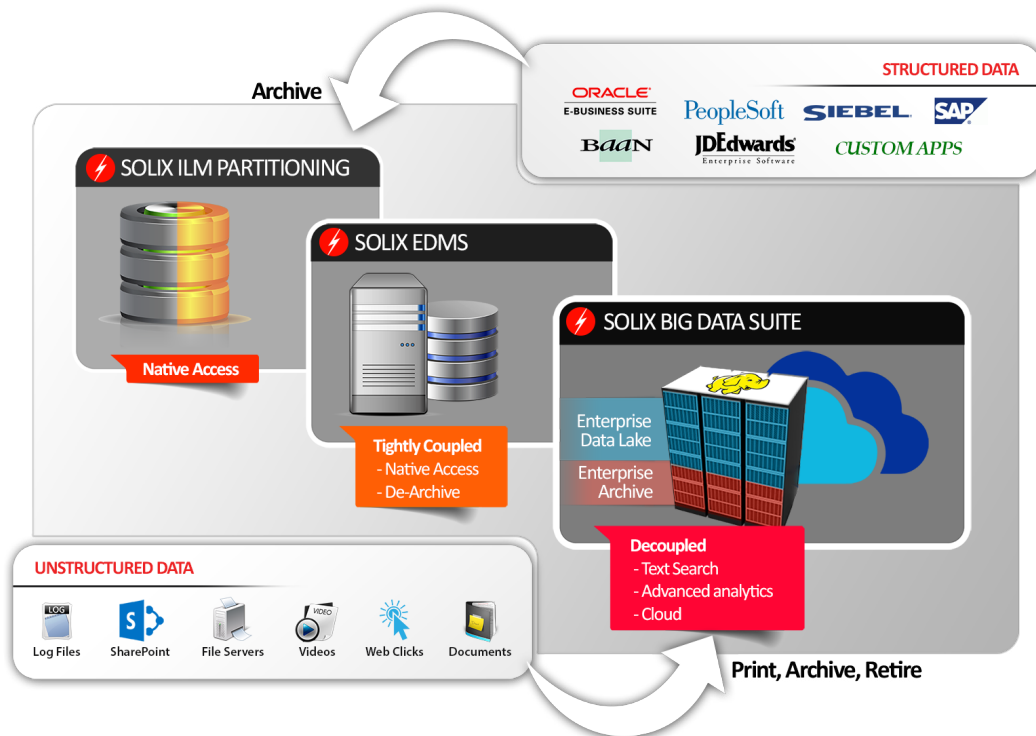 Archive
STRUCTURED DATA
ORACLE
E-BUSINESS SUITE
PeopleSoft
SIEBEL
SAP
Baan
JDEdwards
Enterprise Software
CUSTOM APPS
SOLIX ILM PARTITIONING
Native Access
SOLIX EDMS
Tightly Coupled
- Native Access
- De-Archive
SOLIX BIG DATA SUITE
Enterprise
Data Lake
Enterprise
Archive
Decoupled
- Text Search
- Advanced analytics
- Cloud
UNSTRUCTURED DATA
LOG
S
VIDEO
Log Files
SharePoint
File Servers
Videos
Web Clicks
Documents
Print, Archive, Retire